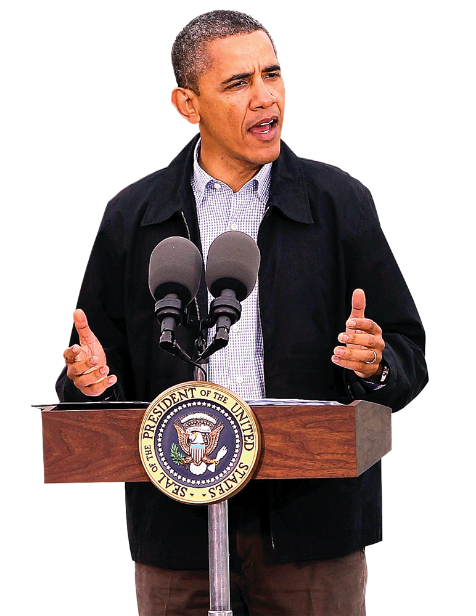 SEAL OF THE PRESIDENT OF THE UNITED STATES